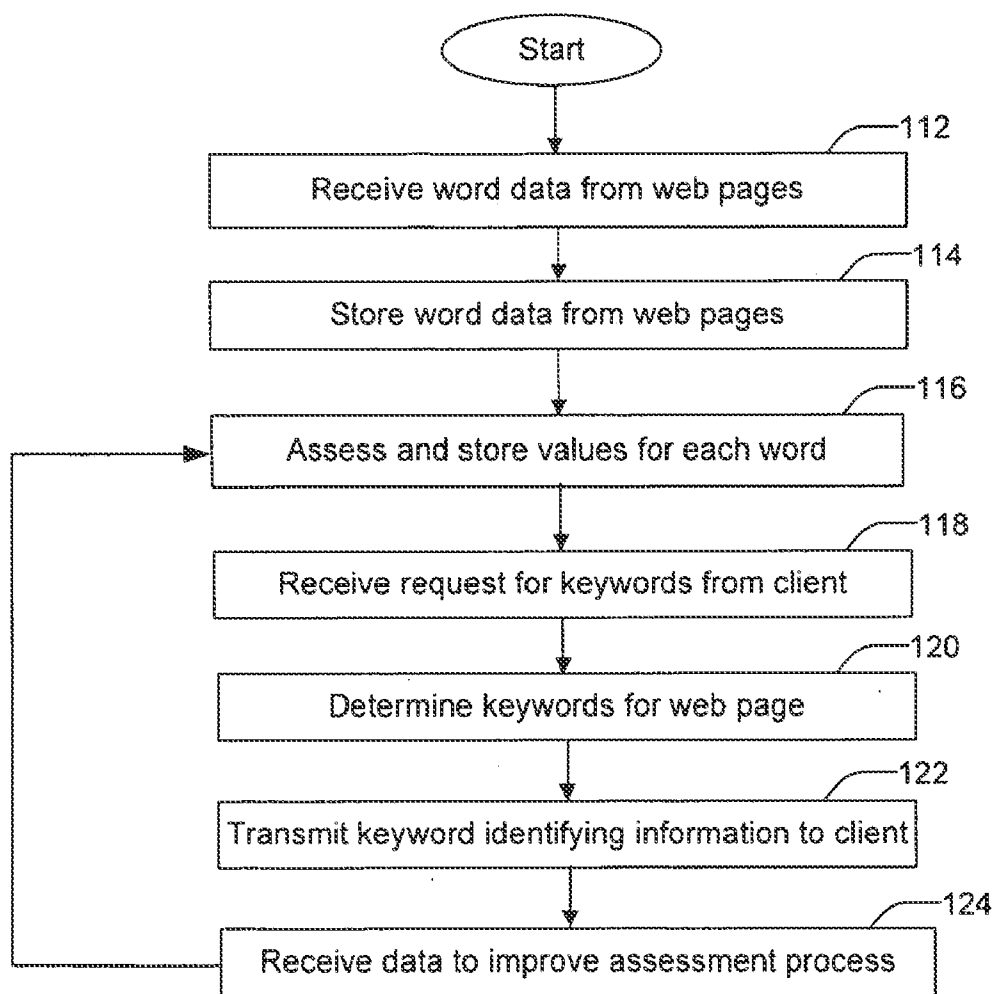 Start
112
Receive word data from web pages
114
Store word data from web pages
116
Assess and store values for each word
118
Receive request for keywords from client
120
Determine keywords for web page
122
Transmit keyword identifying information to client
124
Receive data to improve assessment process